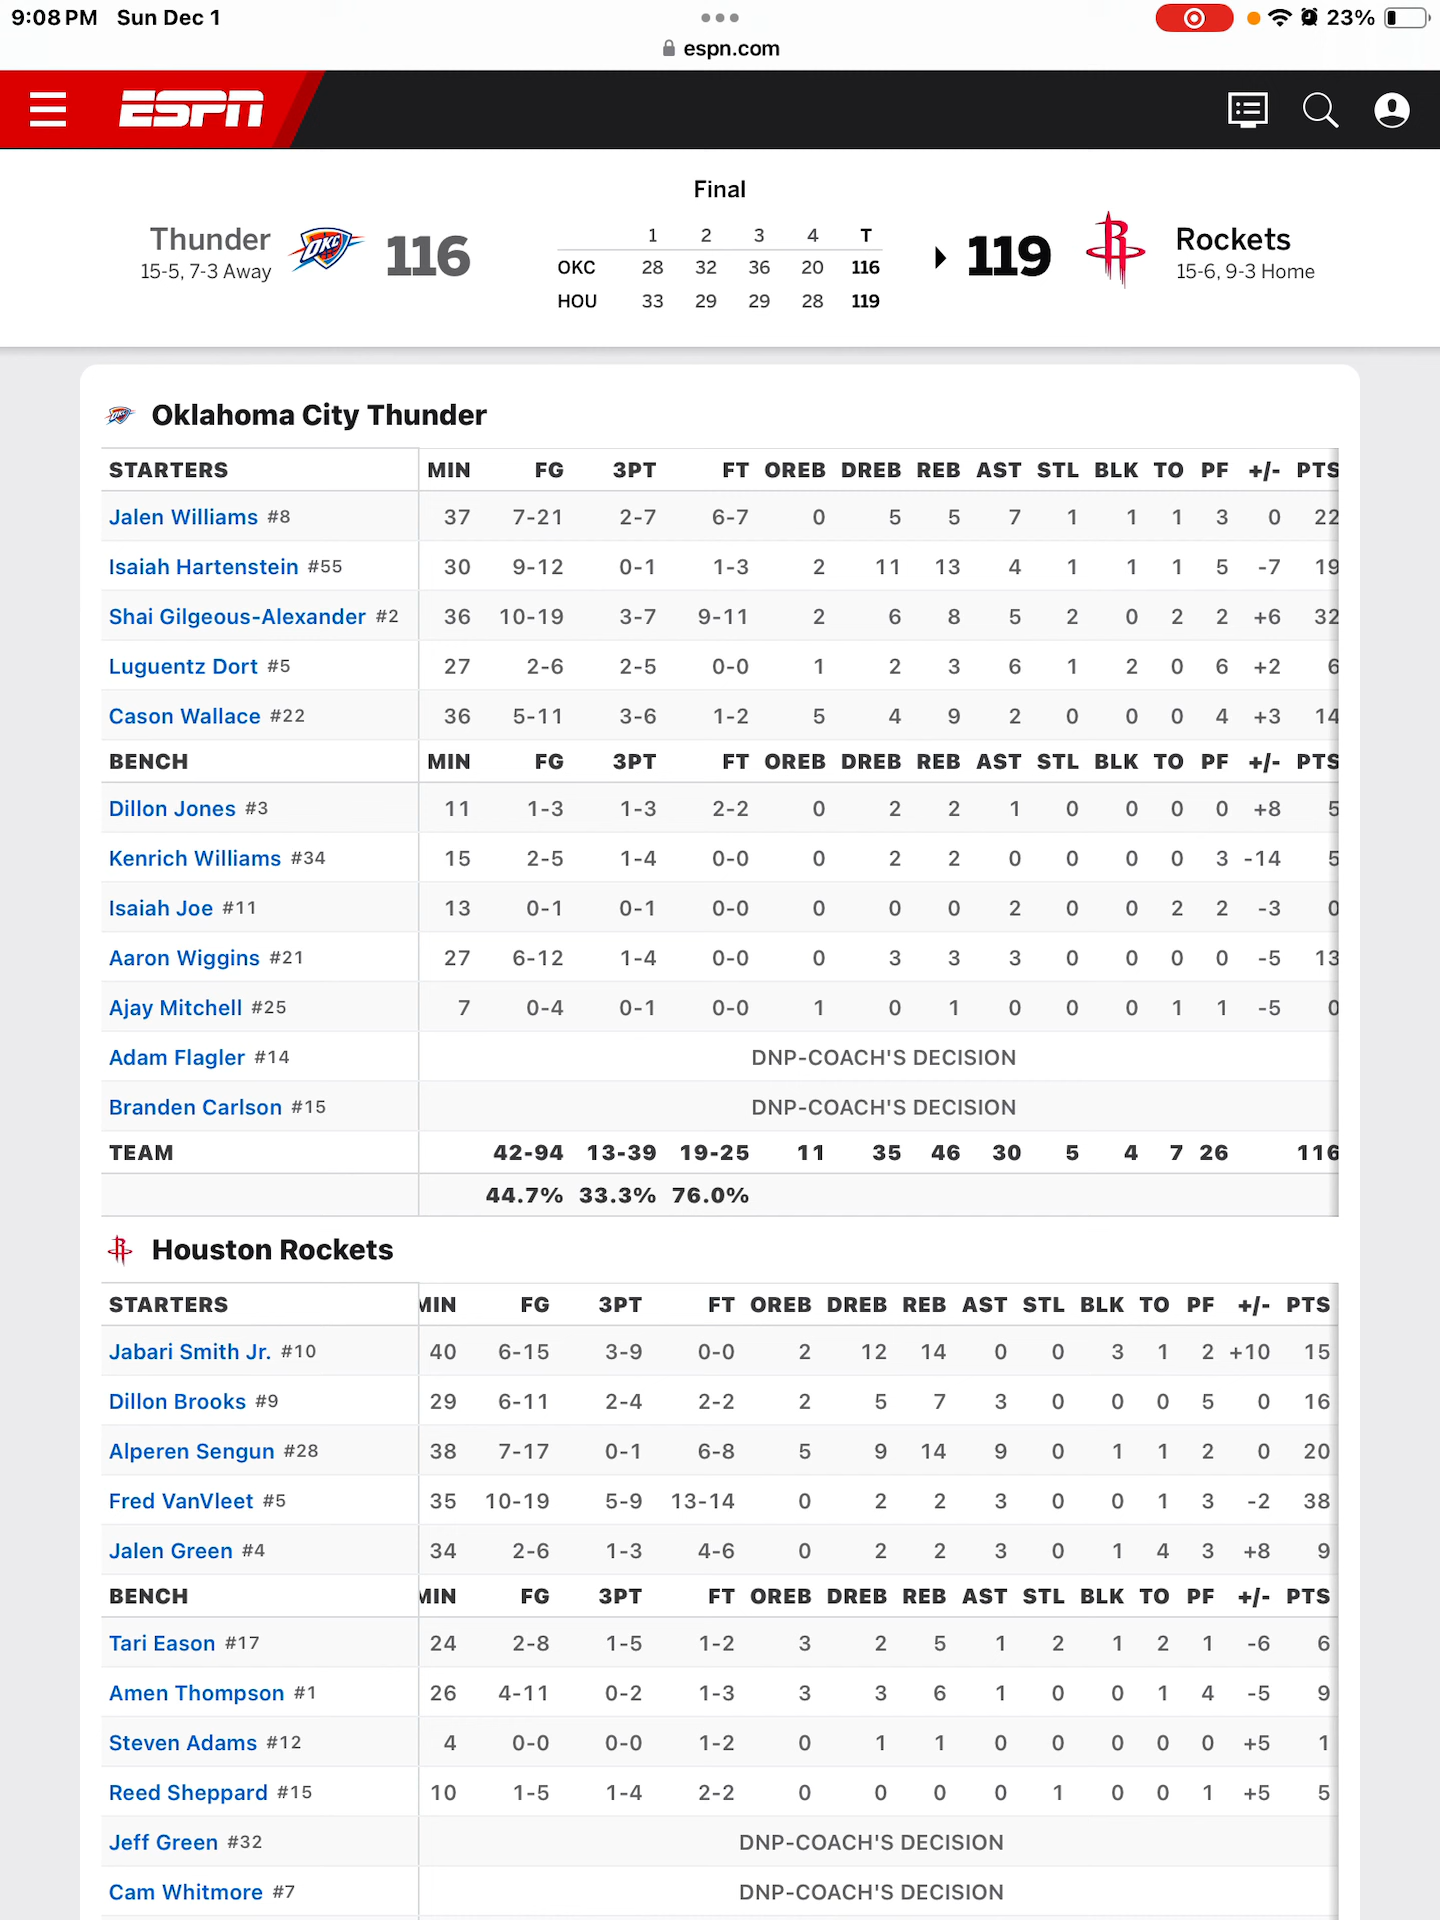 9:08 PM Sun Dec 1
23%
espn.com
ESPN
Final
Thunder
15-5, 7-3 Away
OKC
116
1 2 3 4 T
OKC 28 32 36 20 116
HOU 33 29 29 28 119
119
R
Rockets
15-6, 9-3 Home
Oklahoma City Thunder
STARTERS MIN FG 3PT FT OREB DREB REB AST STL BLK TO PF +/- PTS
Jalen Williams #8 37 7-21 2-7 6-7 0 5 5 7 1 1 1 3 0 22
Isaiah Hartenstein #55 30 9-12 0-1 1-3 2 11 13 4 1 1 1 5 -7 19
Shai Gilgeous-Alexander #2 36 10-19 3-7 9-11 2 6 8 5 2 0 2 2 +6 32
Luguentz Dort #5 27 2-6 2-5 0-0 1 2 3 6 1 2 0 6 +2 6
Cason Wallace #22 36 5-11 3-6 1-2 5 4 9 2 0 0 0 4 +3 14
BENCH MIN FG 3PT FT OREB DREB REB AST STL BLK TO PF +/- PTS
Dillon Jones #3 11 1-3 1-3 2-2 0 2 2 1 0 0 0 0 +8 5
Kenrich Williams #34 15 2-5 1-4 0-0 0 2 2 0 0 0 0 3 -14 5
Isaiah Joe #11 13 0-1 0-1 0-0 0 0 0 2 0 0 2 2 -3 0
Aaron Wiggins #21 27 6-12 1-4 0-0 0 3 3 3 0 0 0 0 -5 13
Ajay Mitchell #25 7 0-4 0-1 0-0 1 0 1 0 0 0 1 1 -5 0
Adam Flagler #14 DNP-COACH'S DECISION
Branden Carlson #15 DNP-COACH'S DECISION
TEAM 42-94 13-39 19-25 11 35 46 30 5 4 7 26 116
44.7% 33.3% 76.0%
Houston Rockets
STARTERS MIN FG 3PT FT OREB DREB REB AST STL BLK TO PF +/- PTS
Jabari Smith Jr. #10 40 6-15 3-9 0-0 2 12 14 0 0 3 1 2 +10 15
Dillon Brooks #9 29 6-11 2-4 2-2 2 5 7 3 0 0 0 5 0 16
Alperen Sengun #28 38 7-17 0-1 6-8 5 9 14 9 0 1 1 2 0 20
Fred VanVleet #5 35 10-19 5-9 13-14 0 2 2 3 0 0 1 3 -2 38
Jalen Green #4 34 2-6 1-3 4-6 0 2 2 3 0 1 4 3 +8 9
BENCH MIN FG 3PT FT OREB DREB REB AST STL BLK TO PF +/- PTS
Tari Eason #17 24 2-8 1-5 1-2 3 2 5 1 2 1 2 1 -6 6
Amen Thompson #1 26 4-11 0-2 1-3 3 3 6 1 0 0 1 4 -5 9
Steven Adams #12 4 0-0 0-0 1-2 0 1 1 0 0 0 0 0 +5 1
Reed Sheppard #15 10 1-5 1-4 2-2 0 0 0 0 1 0 0 1 +5 5
Jeff Green #32 DNP-COACH'S DECISION
Cam Whitmore #7 DNP-COACH'S DECISION